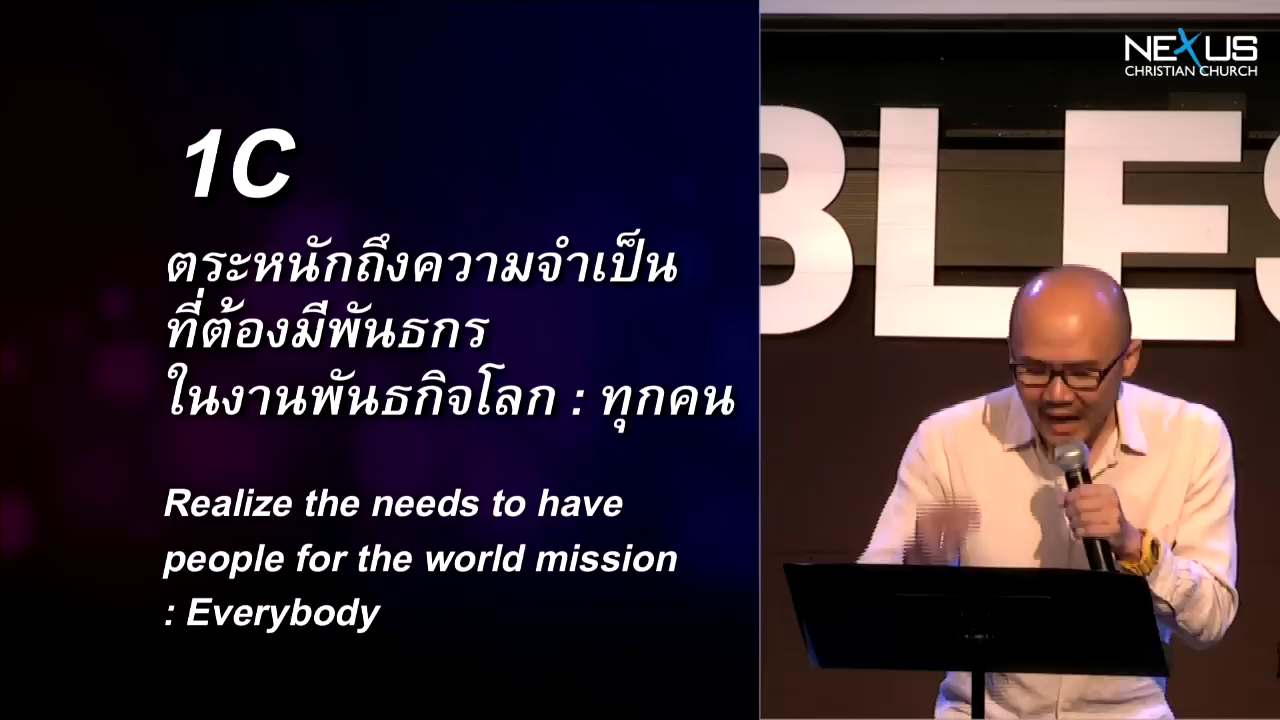 1C
ตระหนักถึงความจำเป็น
ที่ต้องมีพันธกร
ในงานพันธกิจโลก : ทุกคน
Realize the needs to have
people for the world mission
: Everybody
NEXUS
CHRISTIAN CHURCH
BLES